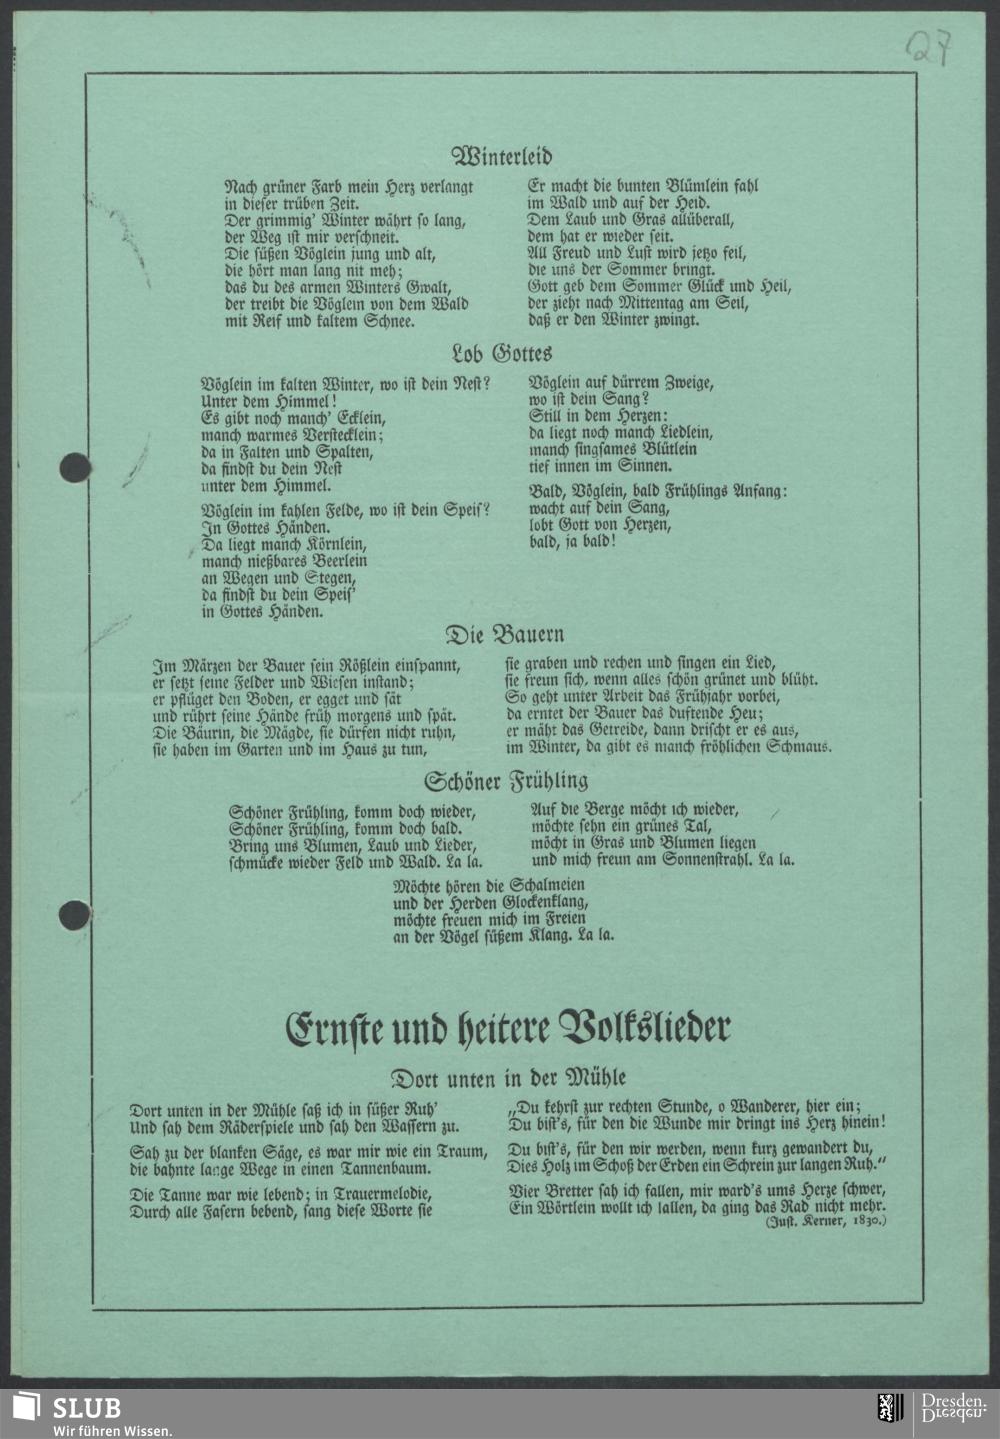 27
Winterleid
Nach grüner Farb mein Herz verlangt
in dieser trüben Zeit.
Der grimmig' Winter währt so lang,
der Weg ist mir verschneit.
Die süßen Vöglein jung und alt,
die hört man lang nit meh;
das du des armen Winters Gwalt,
der treibt die Vöglein von dem Wald
mit Reif und kaltem Schnee.
Er macht die bunten Blümlein fahl
im Wald und auf der Heid.
Dem Laub und Gras allüberall,
dem hat er wieder seit.
All Freud und Lust wird jetzo feil,
die uns der Sommer bringt.
Gott geb dem Sommer Glück und Heil,
der zieht nach Mittentag am Seil,
daß er den Winter zwingt.
Lob Gottes
Vöglein im kalten Winter, wo ist dein Nest?
Unter dem Himmel!
Es gibt noch manch' Ecklein,
manch warmes Verstecklein;
da in Falten und Spalten,
da findst du dein Nest
unter dem Himmel.
Vöglein im kahlen Felde, wo ist dein Speis?
In Gottes Händen.
Da liegt manch Körnlein,
manch nießbares Beerlein
an Wegen und Stegen,
da findst du dein Speis'
in Gottes Händen.
Vöglein auf dürrem Zweige,
wo ist dein Sang?
Still in dem Herzen:
da liegt noch manch Liedlein,
manch singsames Blütlein
tief innen im Sinnen.
Bald, Vöglein, bald Frühlings Anfang:
wacht auf dein Sang,
lobt Gott von Herzen,
bald, ja bald!
Die Bauern
Im Märzen der Bauer sein Rößlein einspannt,
er setzt seine Felder und Wiesen instand;
er pflüget den Boden, er egget und sät
und rührt seine Hände früh morgens und spät.
Die Bäurin, die Mägde, sie dürfen nicht ruhn,
sie haben im Garten und im Haus zu tun,
sie graben und rechen und singen ein Lied,
sie freun sich, wenn alles schön grünet und blüht.
So geht unter Arbeit das Frühjahr vorbei,
da erntet der Bauer das duftende Heu;
er mäht das Getreide, dann drischt er es aus,
im Winter, da gibt es manch fröhlichen Schmaus.
Schöner Frühling
Schöner Frühling, komm doch wieder,
Schöner Frühling, komm doch bald.
Bring uns Blumen, Laub und Lieder,
schmücke wieder Feld und Wald. La la.
Auf die Berge möcht ich wieder,
möchte sehn ein grünes Tal,
möcht in Gras und Blumen liegen
und mich freun am Sonnenstrahl. La la.
Möchte hören die Schalmeien
und der Herden Glockenklang,
möchte freuen mich im Freien
an der Vögel süßem Klang. La la.
Ernste und heitere Volkslieder
Dort unten in der Mühle
Dort unten in der Mühle saß ich in süßer Ruh'
Und sah dem Räderspiele und sah den Wassern zu.
Sah zu der blanken Säge, es war mir wie ein Traum,
die bahnte lange Wege in einen Tannenbaum.
Die Tanne war wie lebend; in Trauermelodie,
Durch alle Fasern bebend, sang diese Worte sie
„Du kehrst zur rechten Stunde, o Wanderer, hier ein;
Du bist's, für den die Wunde mir dringt ins Herz hinein!
Du bist's, für den wir werden, wenn kurz gewandert du,
Dies Holz im Schoß der Erden ein Schrein zur langen Ruh."
Vier Bretter sah ich fallen, mir ward's ums Herze schwer,
Ein Wörtlein wollt ich lallen, da ging das Rad nicht mehr.
(Just. Kerner, 1830.)
SLUB
Wir führen Wissen.
Dresden.
Dresden.